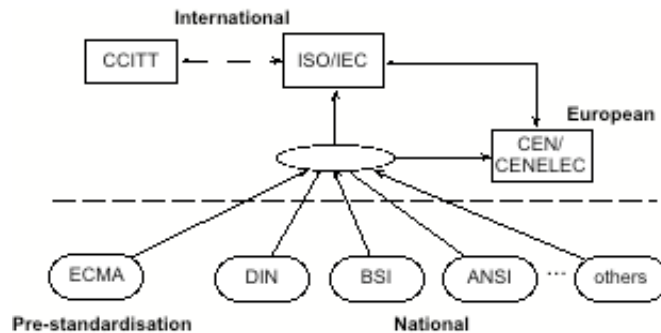 International
CCITT
ISO/IEC
European
CEN/
CENELEC
ECMA
DIN
BSI
ANSI
...
others
Pre-standardisation
National